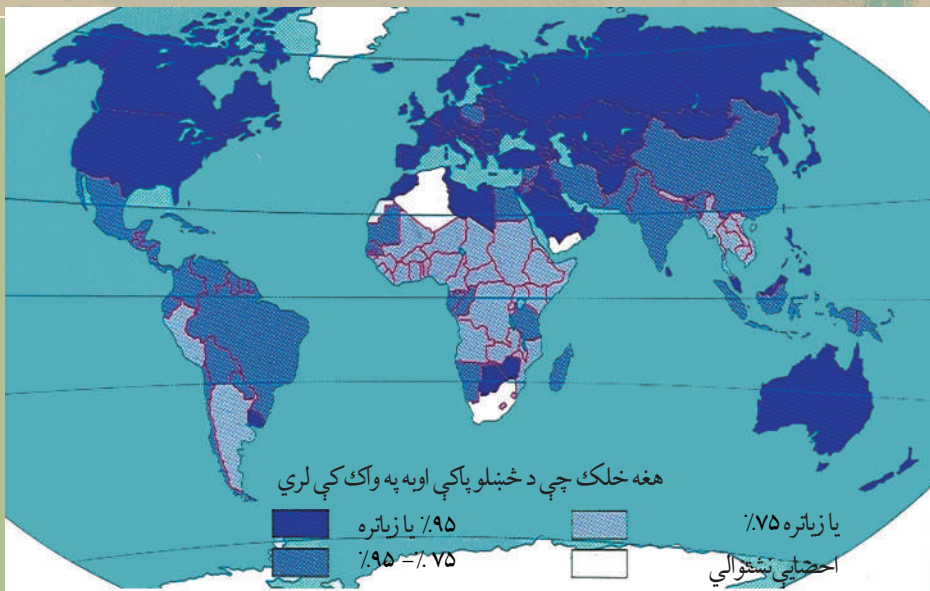 هغه خلک چې د څښلو پاکې اوبه په واک کې لري
۹۵٪ یا زیاتره
یا زیاتره ۷۵٪
۷۵٪ – ۹۵٪
احصایې نشتوالي